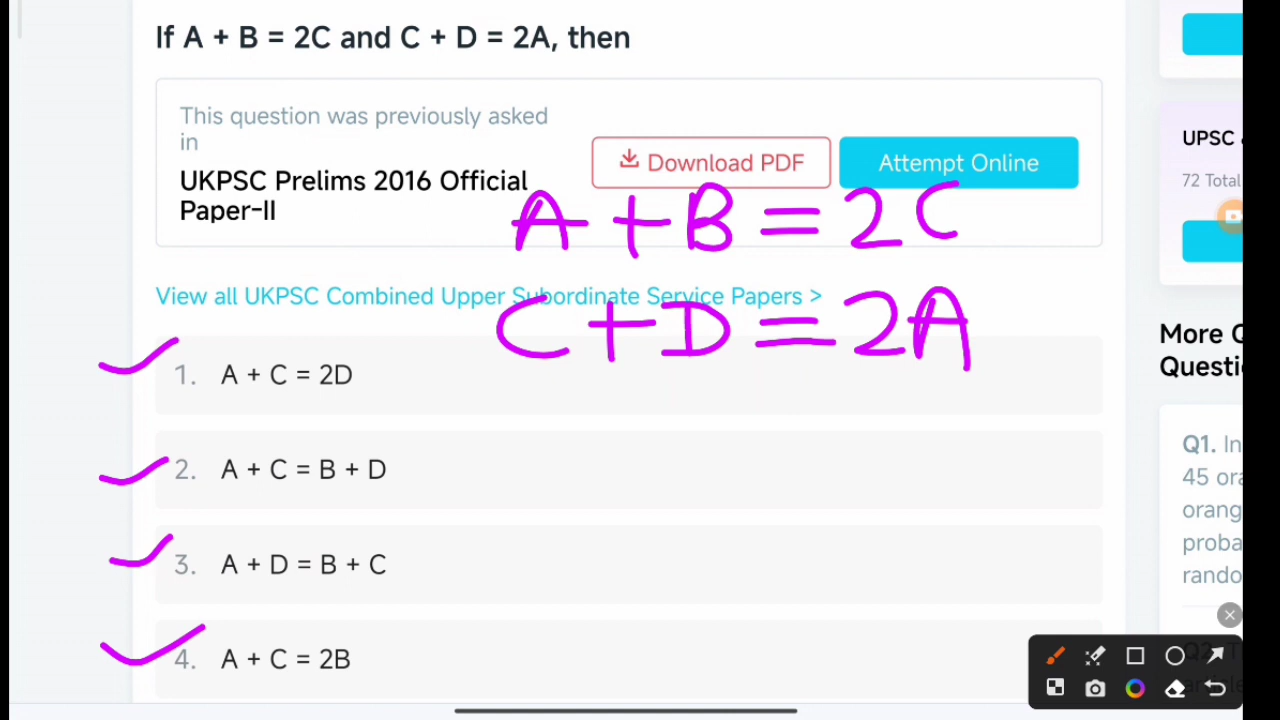 If A + B = 2C and C + D = 2A, then
This question was previously asked
in
UKPSC Prelims 2016 Official
Paper-II
Download PDF
Attempt Online
A + B = 2C
View all UKPSC Combined Upper Subordinate Service Papers >
C + D = 2A
1. A + C = 2D
2. A + C = B + D
3. A + D = B + C
4. A + C = 2B
UPSC
72 Total
More
Questi
Q1. In
45 ora
orang
proba
rando